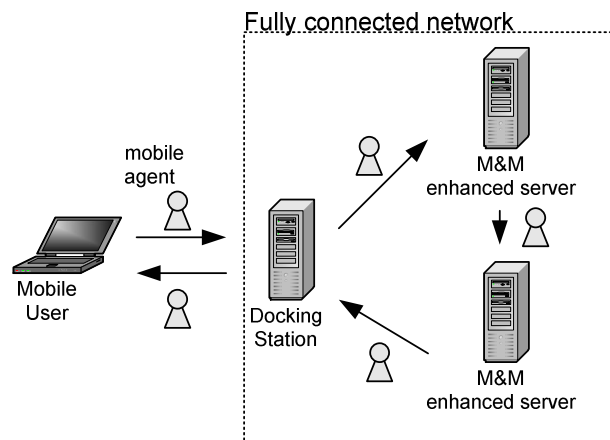 Fully connected network
mobile
agent
M&M
enhanced server
Mobile
User
Docking
Station
M&M
enhanced server